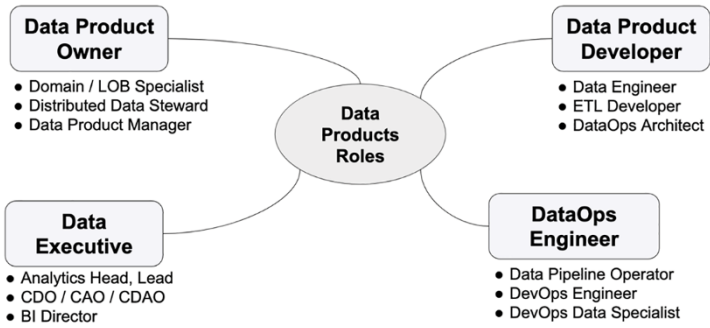 Data Product
Owner
● Domain / LOB Specialist
● Distributed Data Steward
● Data Product Manager
Data Product
Developer
● Data Engineer
● ETL Developer
● DataOps Architect
Data
Products
Roles
Data
Executive
● Analytics Head, Lead
● CDO / CAO / CDAO
● BI Director
DataOps
Engineer
● Data Pipeline Operator
● DevOps Engineer
● DevOps Data Specialist